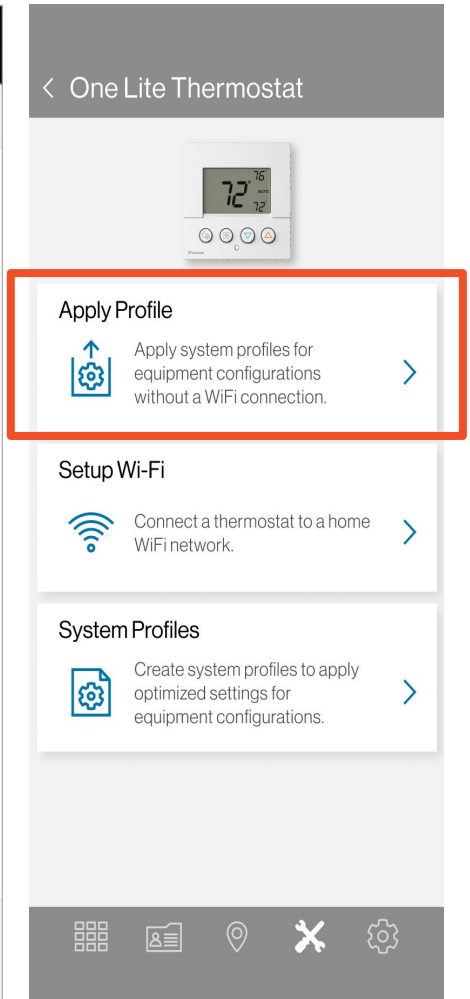 One Lite Thermostat
76
72°
AUTO
72
Apply Profile
Apply system profiles for
equipment configurations
without a WiFi connection.
Setup Wi-Fi
Connect a thermostat to a home
WiFi network.
System Profiles
Create system profiles to apply
optimized settings for
equipment configurations.